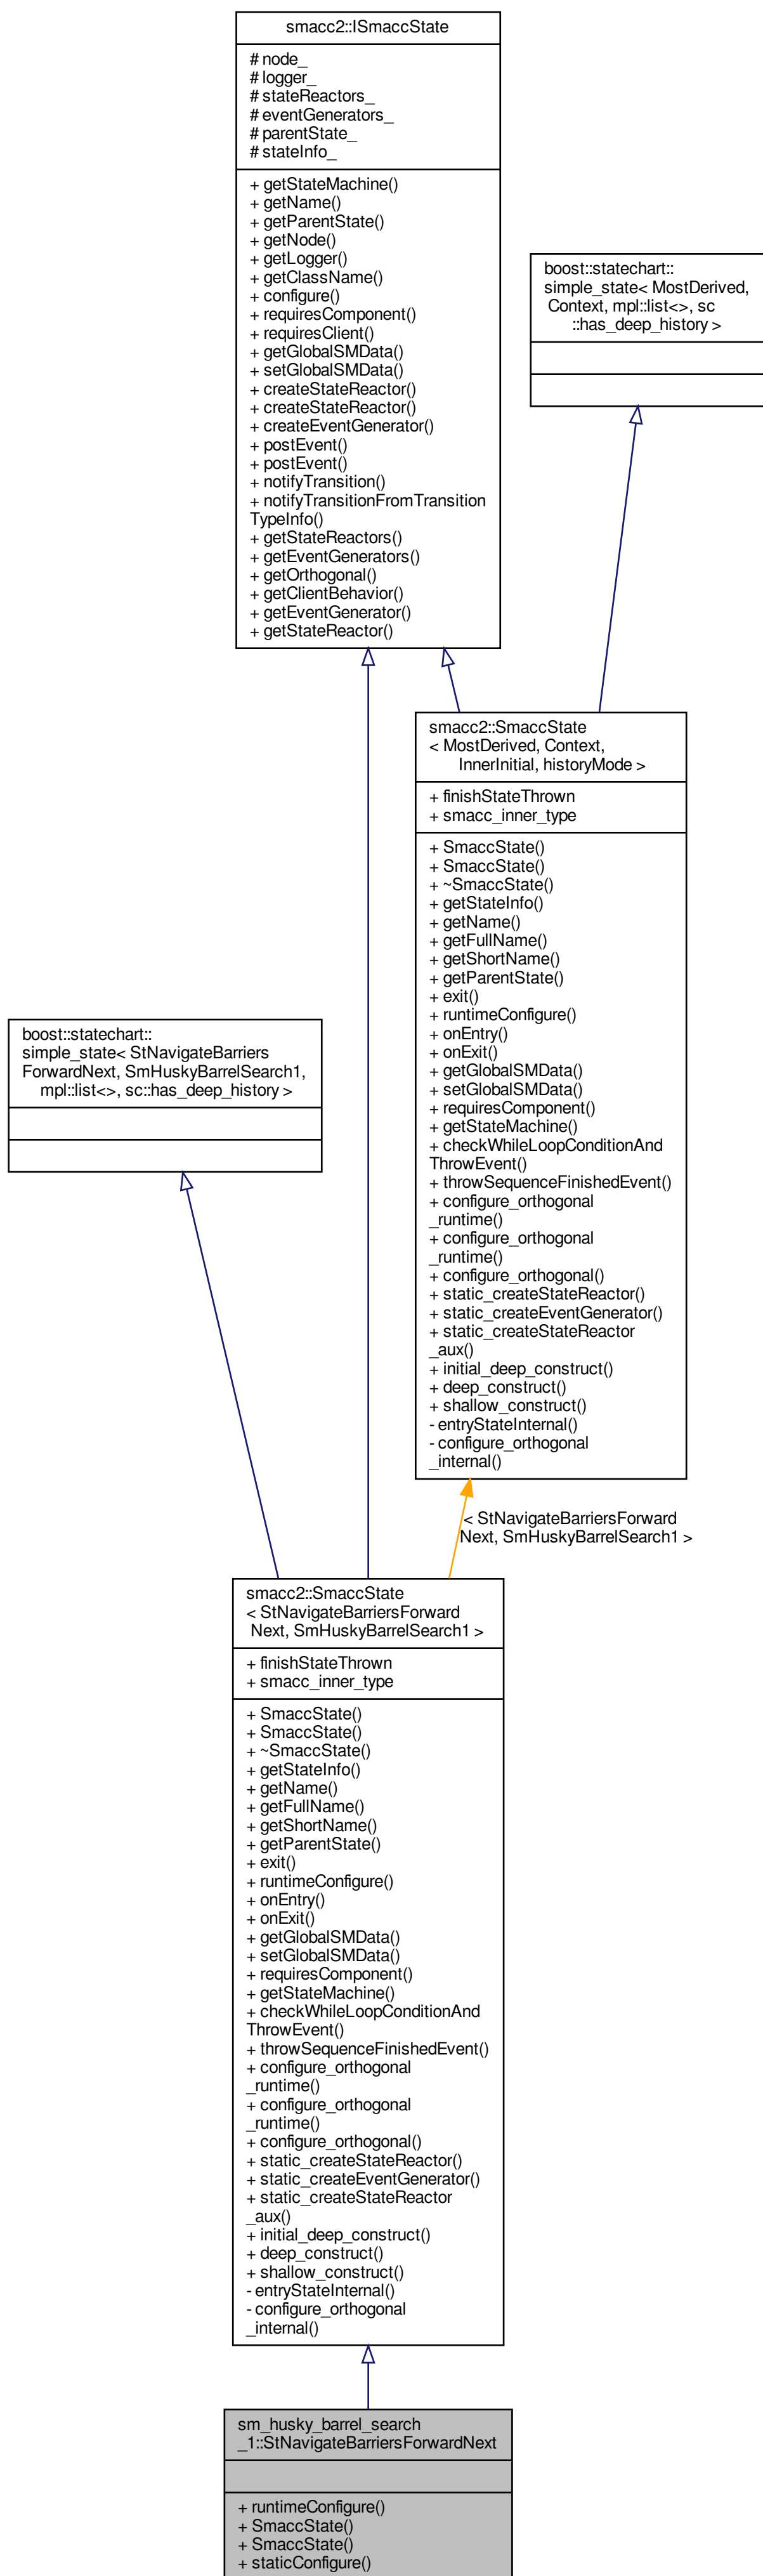 smacc2::ISmaccState
# node_
# logger_
# stateReactors_
# eventGenerators_
# parentState_
# stateInfo_
+ getStateMachine()
+ getName()
+ getParentState()
+ getNode()
+ getLogger()
+ getClassName()
+ configure()
+ requiresComponent()
+ requiresClient()
+ getGlobalSMData()
+ setGlobalSMData()
+ createStateReactor()
+ createStateReactor()
+ createEventGenerator()
+ postEvent()
+ postEvent()
+ notifyTransition()
+ notifyTransitionFromTransition
TypeInfo()
+ getStateReactors()
+ getEventGenerators()
+ getOrthogonal()
+ getClientBehavior()
+ getEventGenerator()
+ getStateReactor()
boost::statechart::
simple_state< MostDerived,
Context, mpl::list<>, sc
::has_deep_history >
smacc2::SmaccState
< MostDerived, Context,
InnerInitial, historyMode >
+ finishStateThrown
+ smacc_inner_type
+ SmaccState()
+ SmaccState()
+ ~SmaccState()
+ getStateInfo()
+ getName()
+ getFullName()
+ getShortName()
+ getParentState()
+ exit()
+ runtimeConfigure()
+ onEntry()
+ onExit()
+ getGlobalSMData()
+ setGlobalSMData()
+ requiresComponent()
+ getStateMachine()
+ checkWhileLoopConditionAnd
ThrowEvent()
+ throwSequenceFinishedEvent()
+ configure_orthogonal
_runtime()
+ configure_orthogonal
_runtime()
+ configure_orthogonal()
+ static_createStateReactor()
+ static_createEventGenerator()
+ static_createStateReactor
_aux()
+ initial_deep_construct()
+ deep_construct()
+ shallow_construct()
- entryStateInternal()
- configure_orthogonal
_internal()
boost::statechart::
simple_state< StNavigateBarriers
ForwardNext, SmHuskyBarrelSearch1,
mpl::list<>, sc::has_deep_history >
< StNavigateBarriersForward
Next, SmHuskyBarrelSearch1 >
smacc2::SmaccState
< StNavigateBarriersForward
Next, SmHuskyBarrelSearch1 >
+ finishStateThrown
+ smacc_inner_type
+ SmaccState()
+ SmaccState()
+ ~SmaccState()
+ getStateInfo()
+ getName()
+ getFullName()
+ getShortName()
+ getParentState()
+ exit()
+ runtimeConfigure()
+ onEntry()
+ onExit()
+ getGlobalSMData()
+ setGlobalSMData()
+ requiresComponent()
+ getStateMachine()
+ checkWhileLoopConditionAnd
ThrowEvent()
+ throwSequenceFinishedEvent()
+ configure_orthogonal
_runtime()
+ configure_orthogonal
_runtime()
+ configure_orthogonal()
+ static_createStateReactor()
+ static_createEventGenerator()
+ static_createStateReactor
_aux()
+ initial_deep_construct()
+ deep_construct()
+ shallow_construct()
- entryStateInternal()
- configure_orthogonal
_internal()
sm_husky_barrel_search
_1::StNavigateBarriersForwardNext
+ runtimeConfigure()
+ SmaccState()
+ SmaccState()
+ staticConfigure()